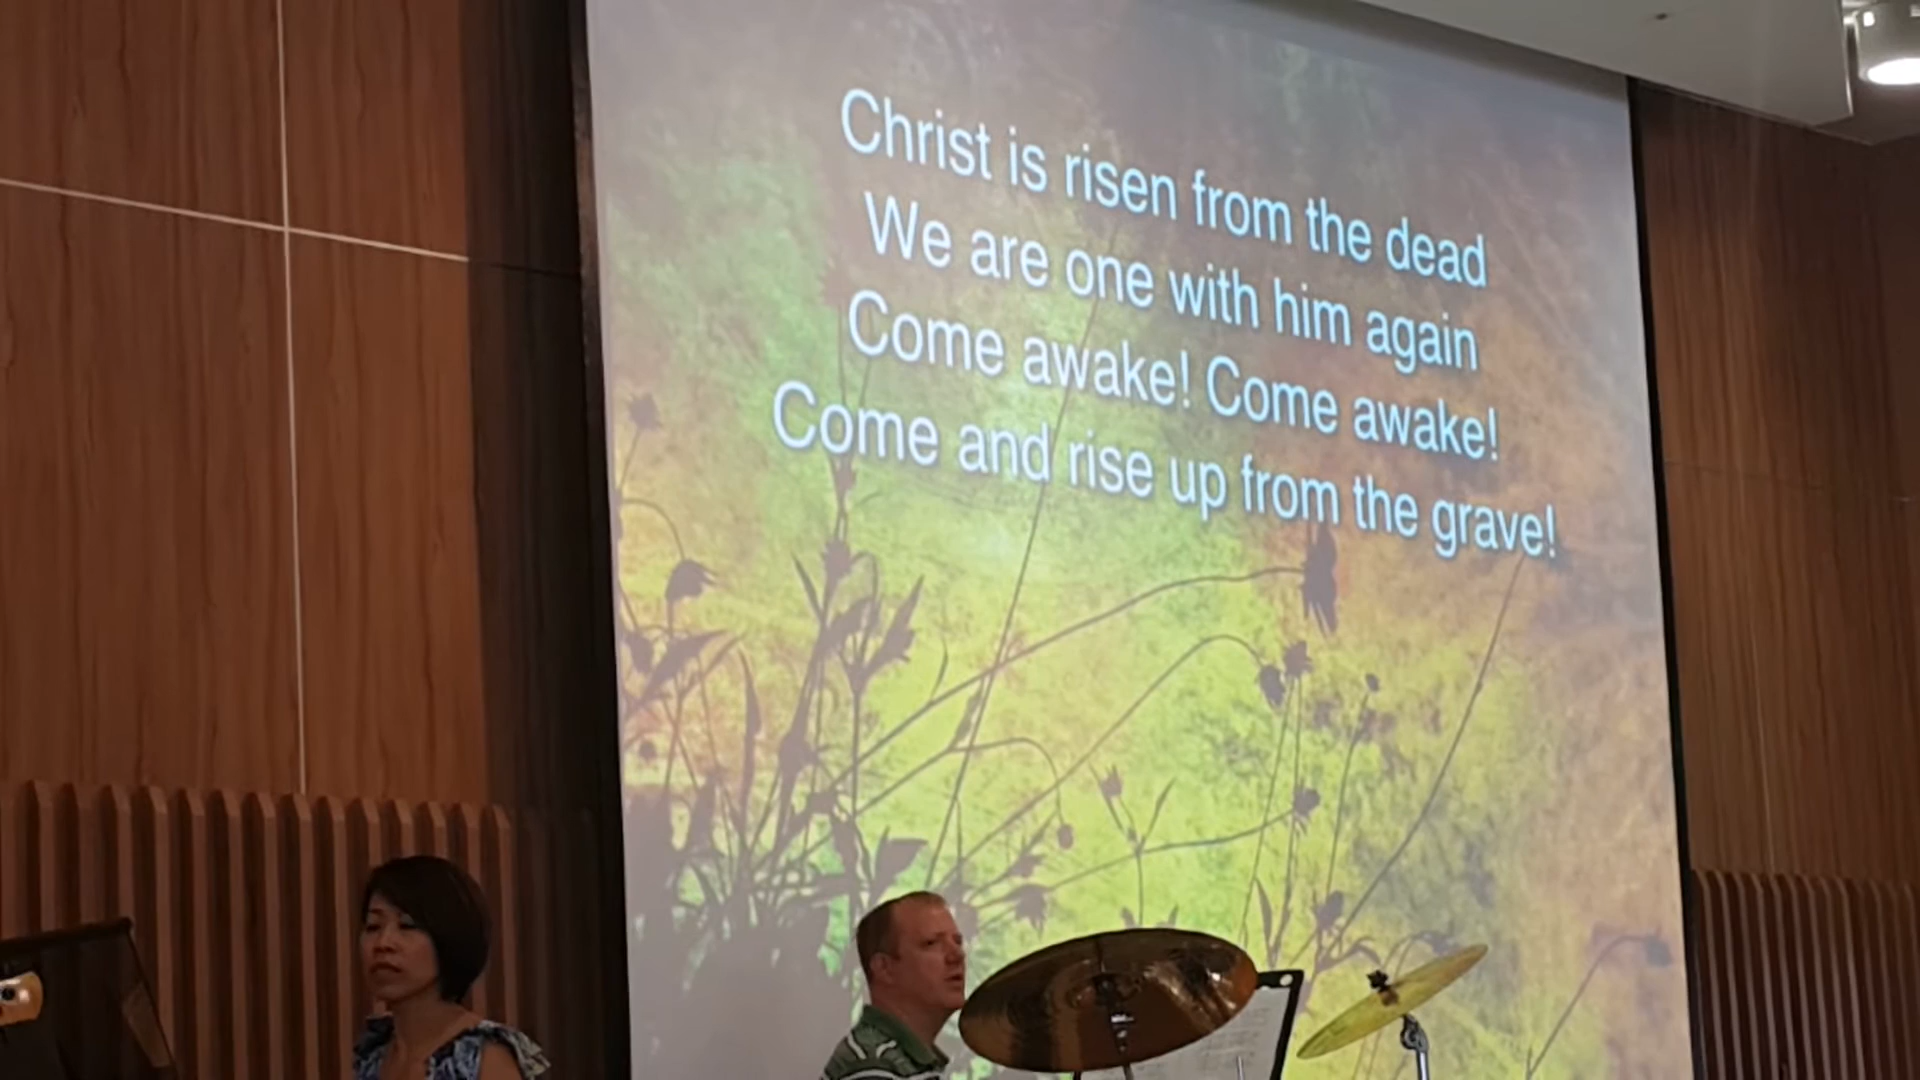 Christ is risen from the dead
We are one with him again
Come awake! Come awake!
Come and rise up from the grave!